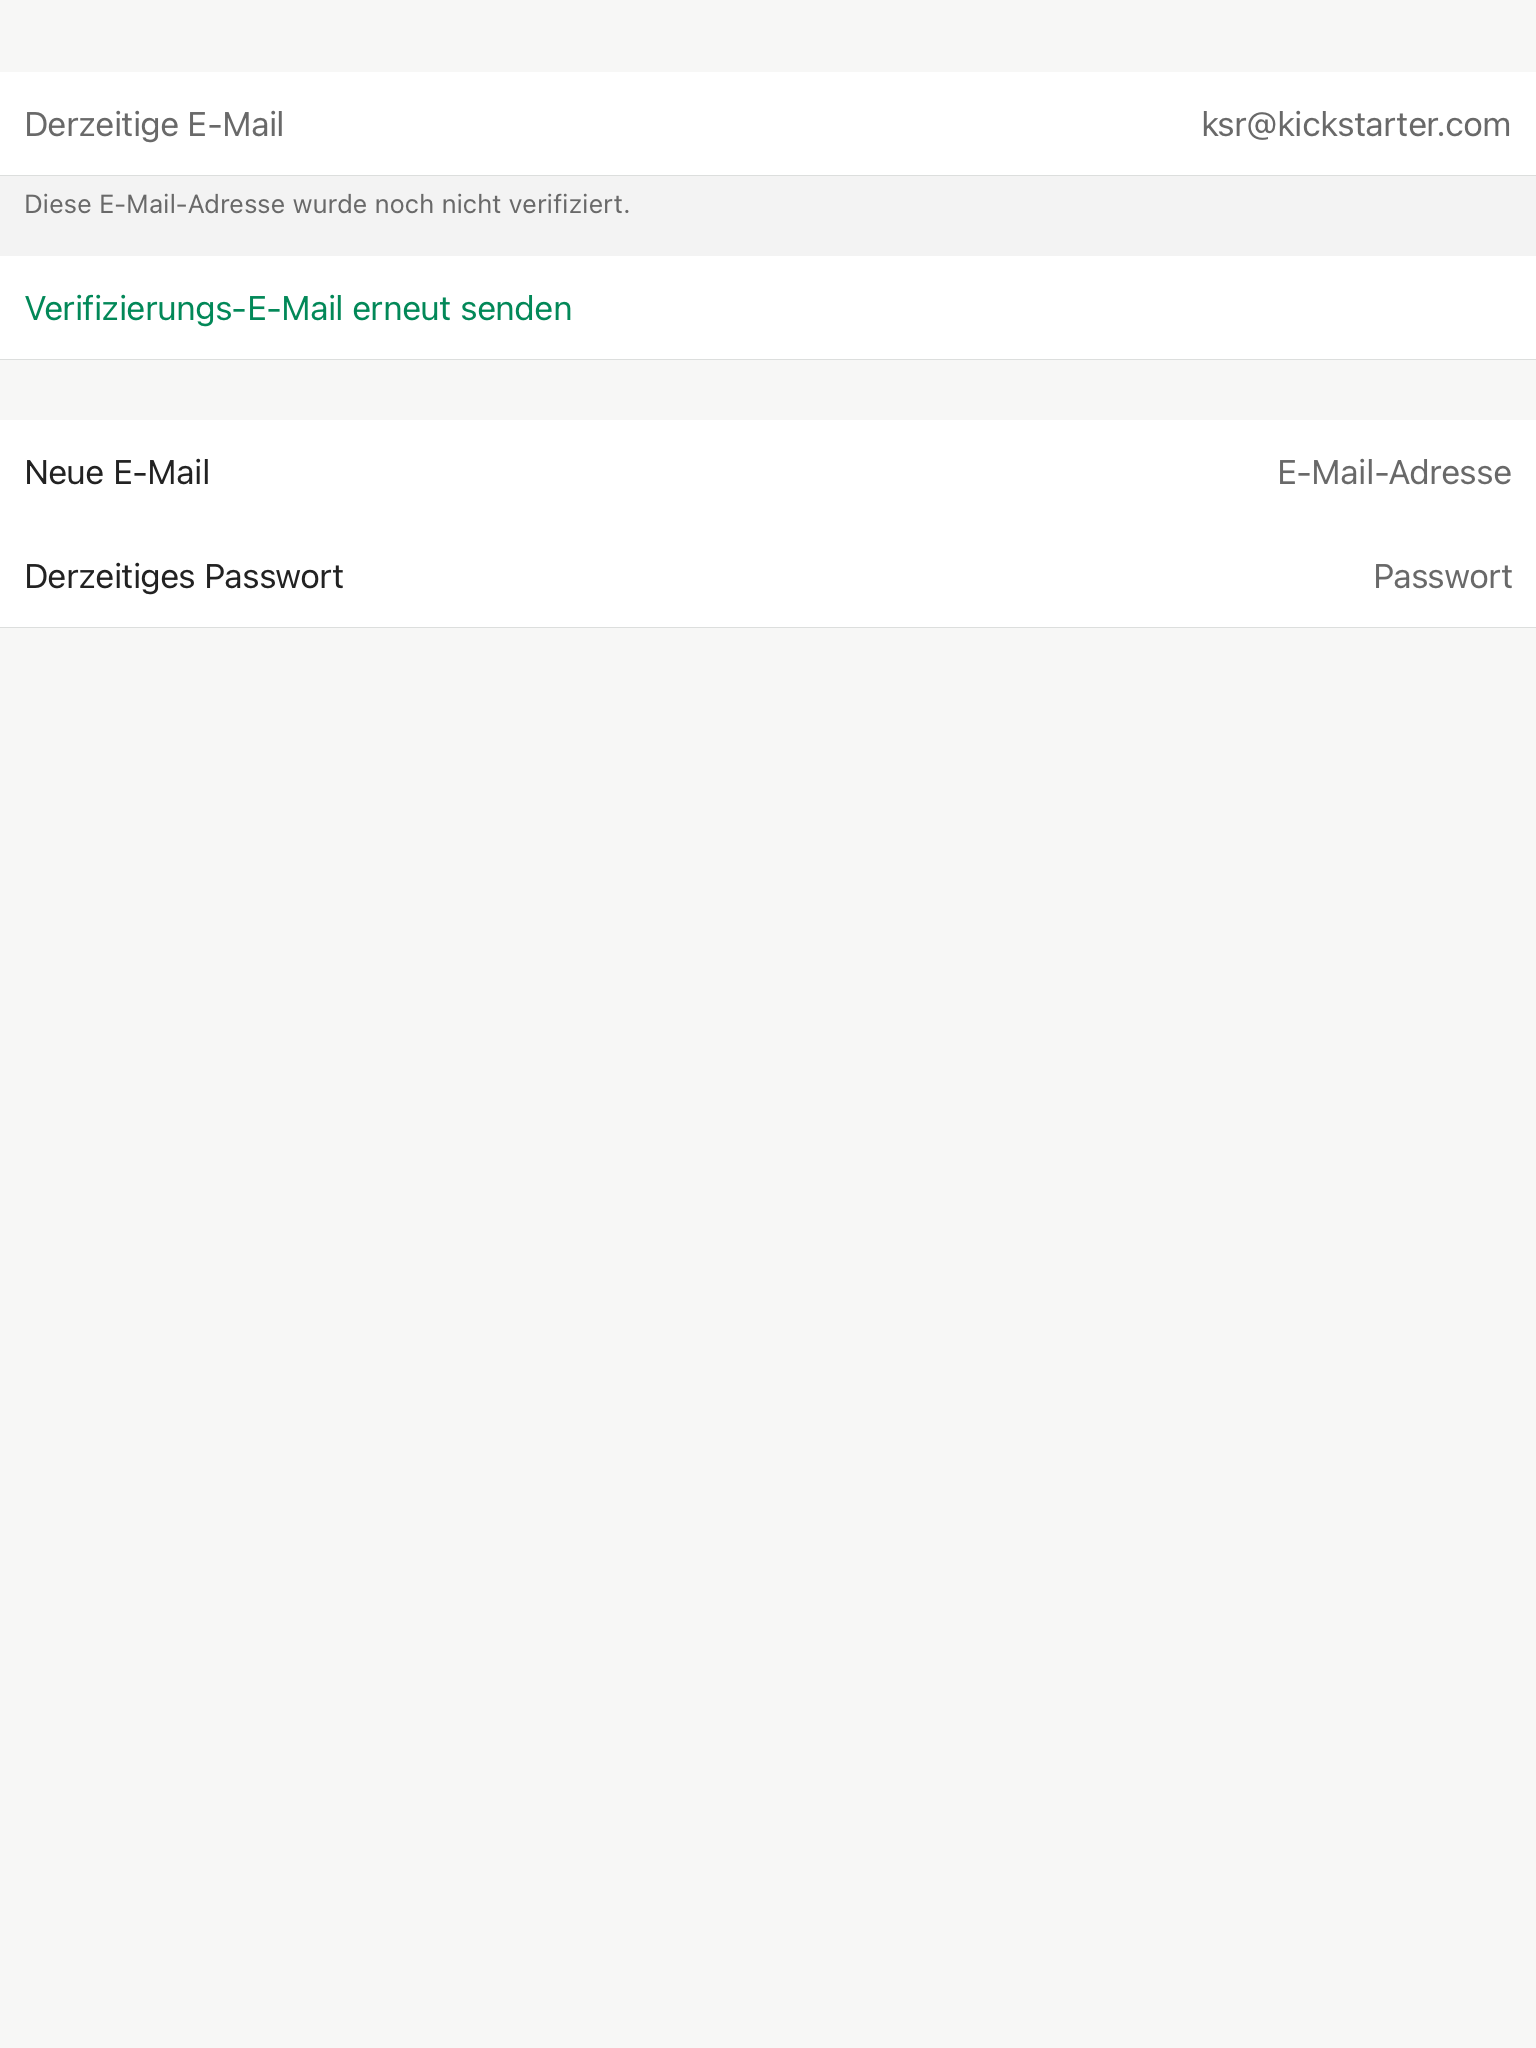 Derzeitige E-Mail ksr@kickstarter.com
Diese E-Mail-Adresse wurde noch nicht verifiziert.
Verifizierungs-E-Mail erneut senden
Neue E-Mail E-Mail-Adresse
Derzeitiges Passwort Passwort